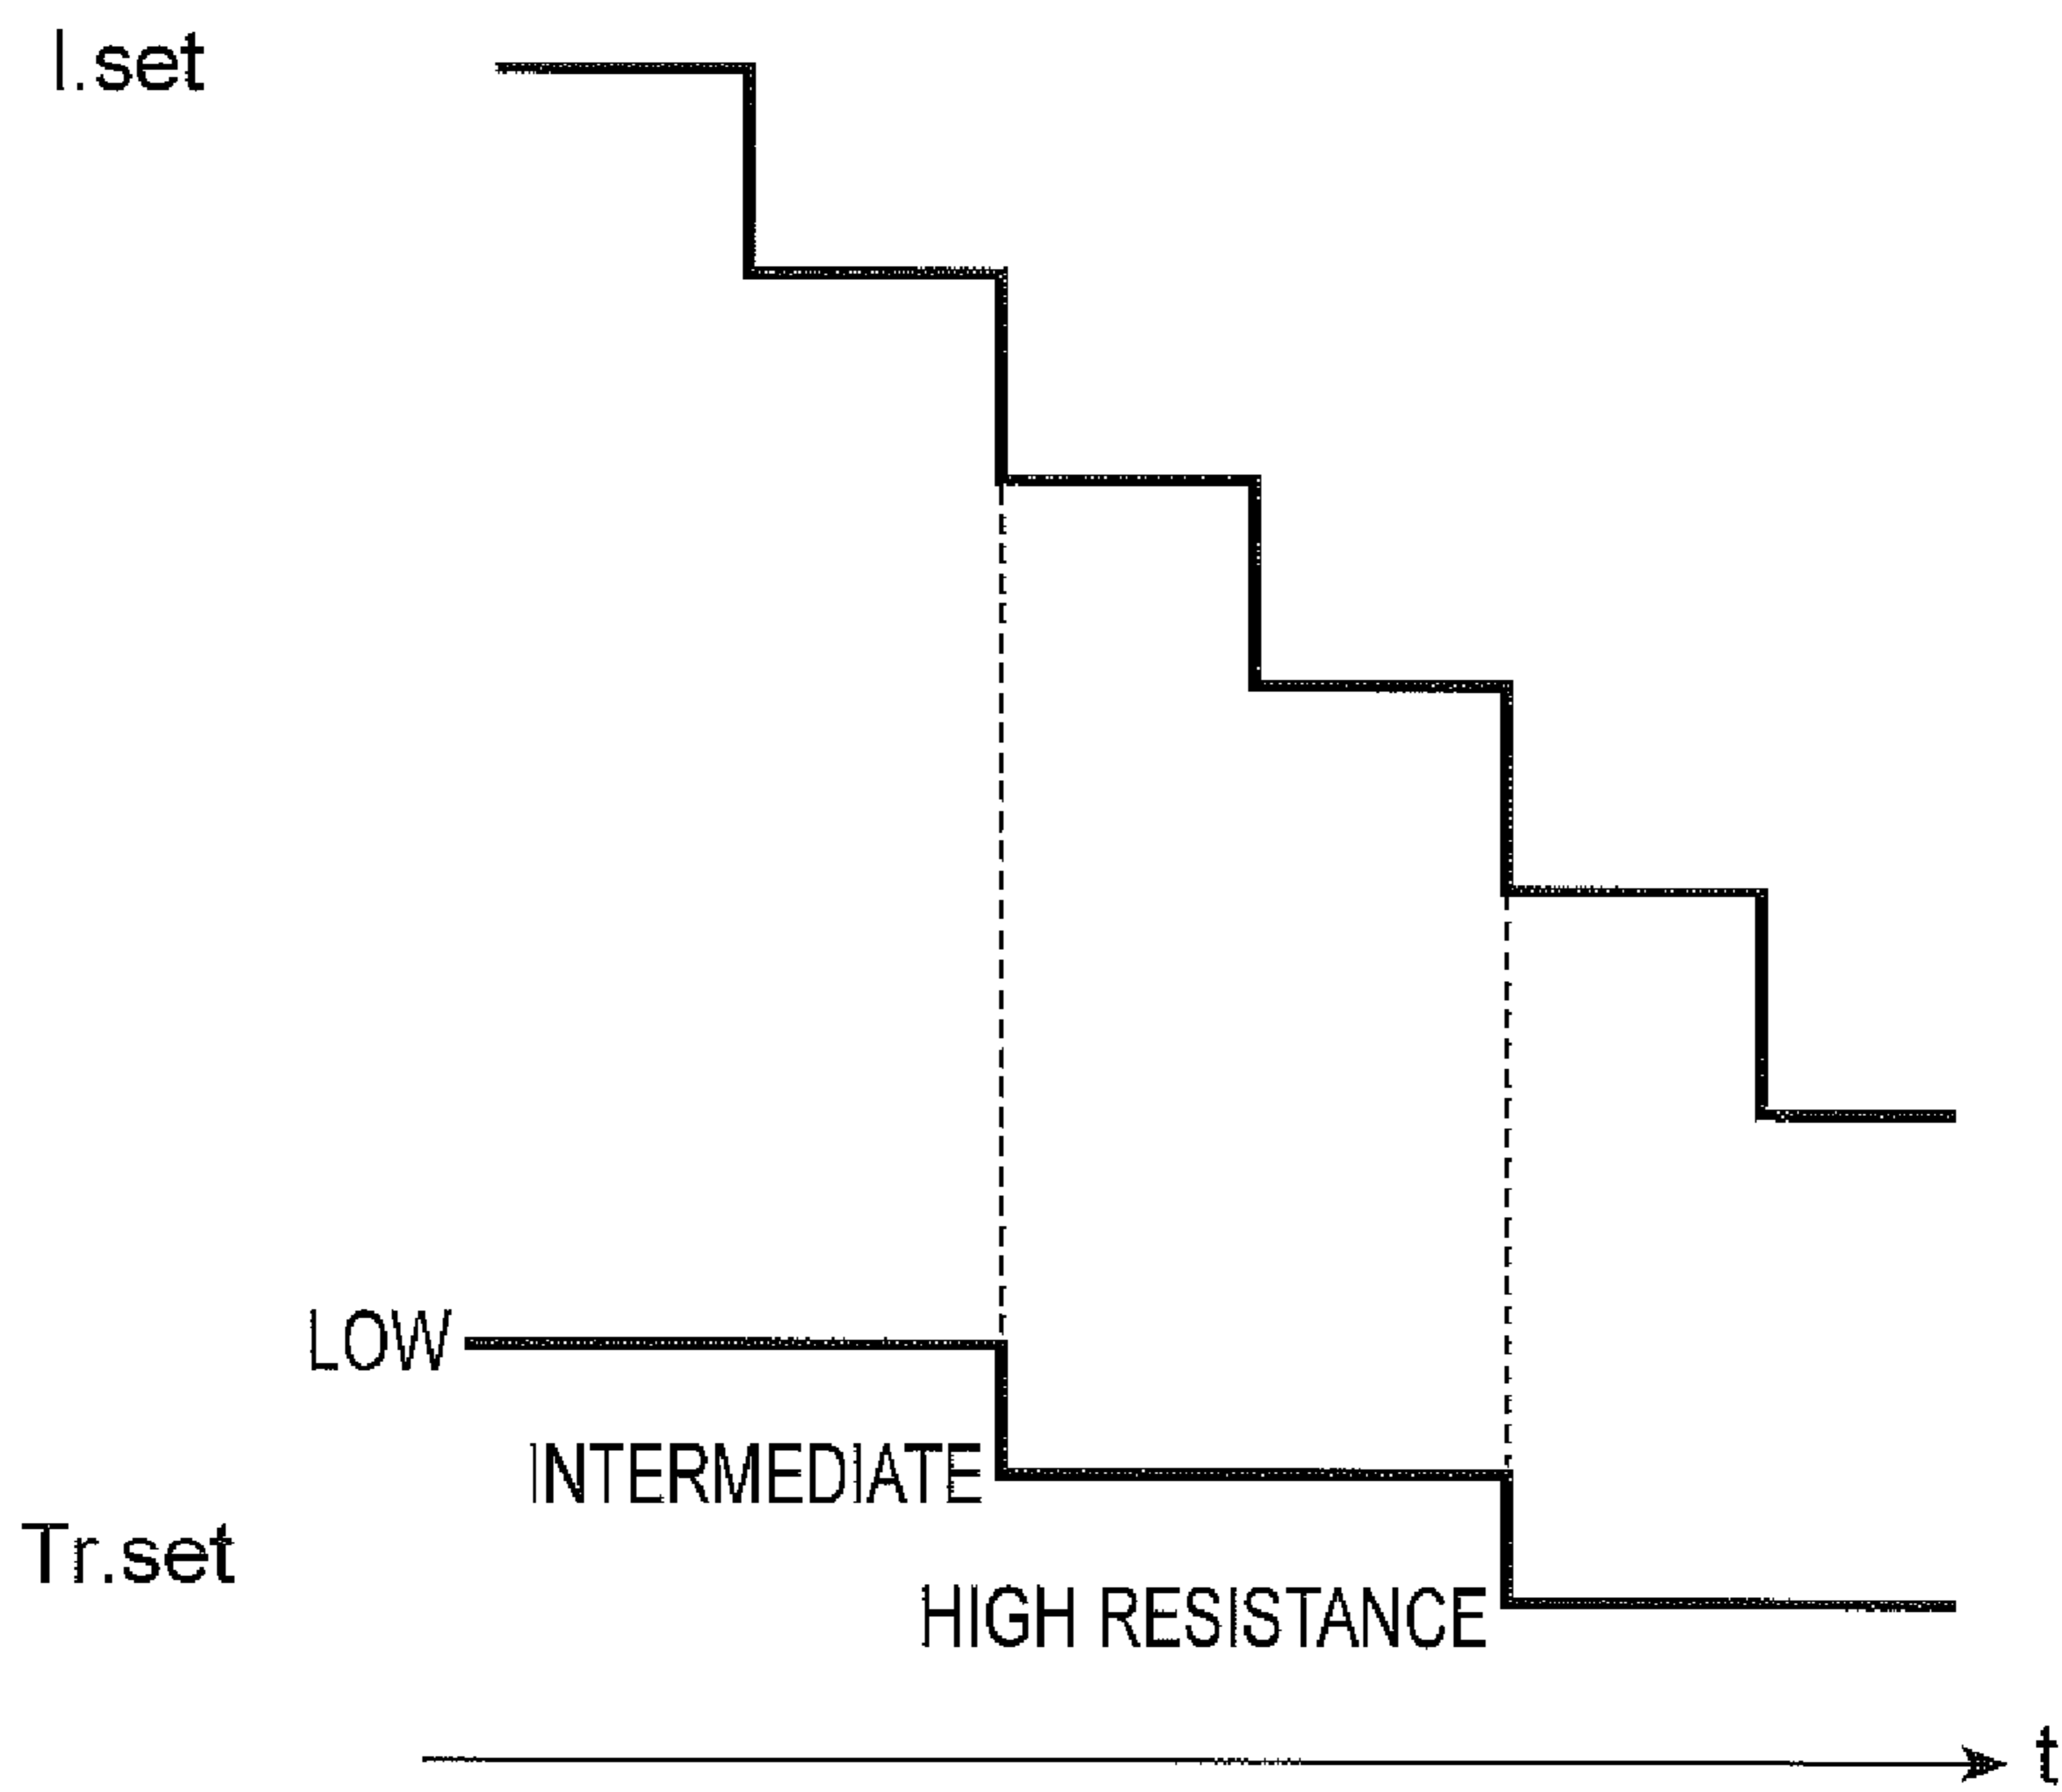 I.set
LOW
INTERMEDIATE
Tr.set
HIGH RESISTANCE
t